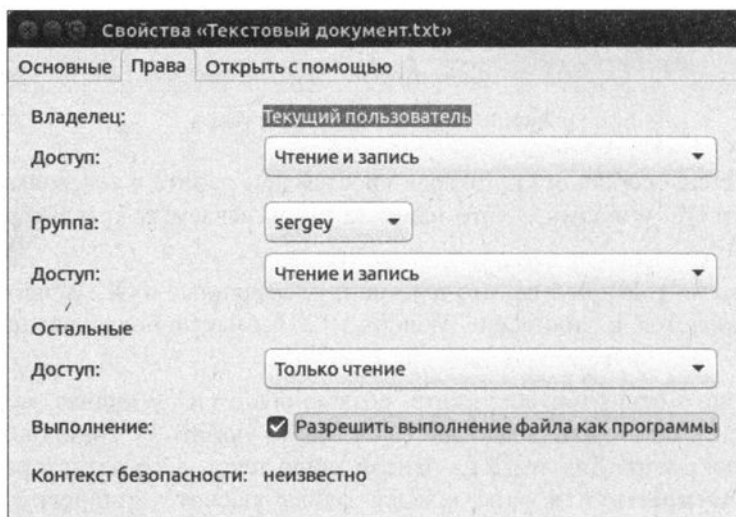 Свойства «Текстовый документ.txt»
Основные Права Открыть с помощью
Владелец: Текущий пользователь
Доступ: Чтение и запись
Группа: sergey
Доступ: Чтение и запись
Остальные
Доступ: Только чтение
Выполнение: Разрешить выполнение файла как программы
Контекст безопасности: неизвестно